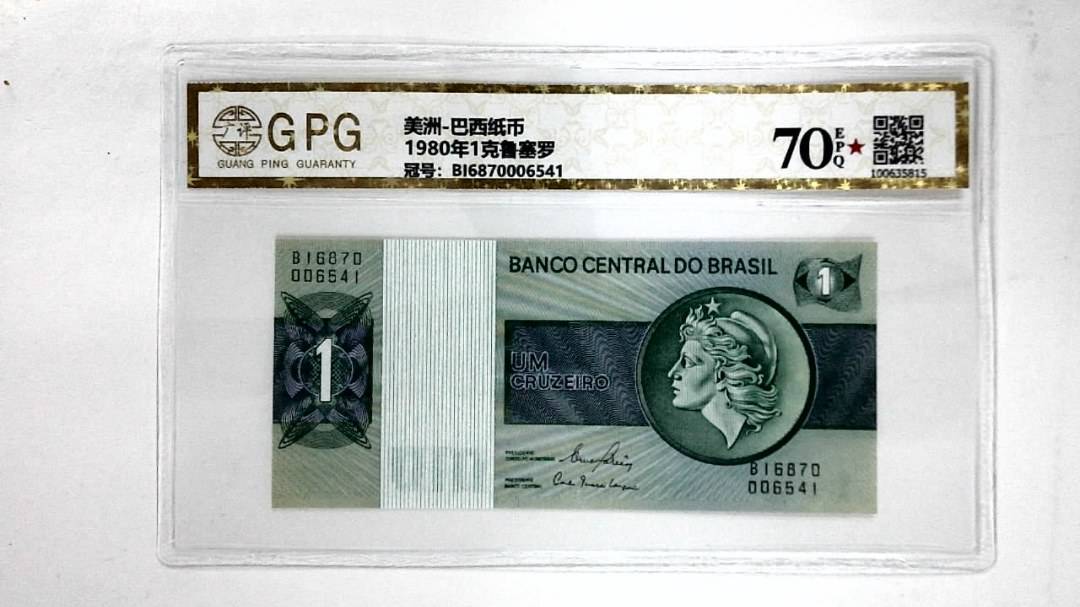 GPG
GUANG PING GUARANTY
美洲-巴西纸币
1980年1克鲁塞罗
冠号：BI6870006541
70 EPQ★
100635815
BI6870
006541
BANCO CENTRAL DO BRASIL
1
1
UM
CRUZEIRO
BI6870
006541